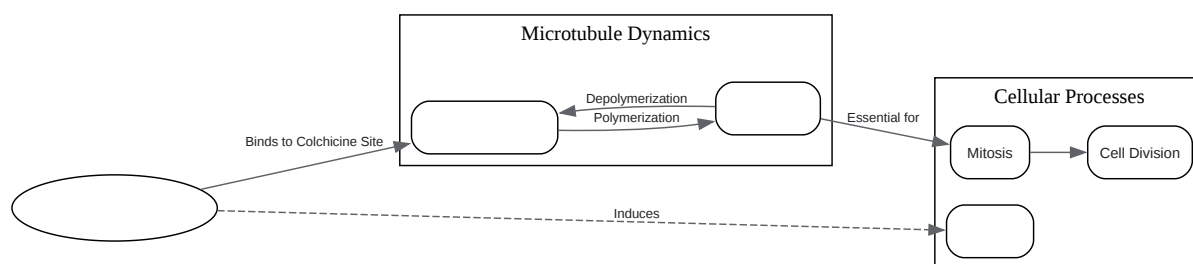 Microtubule Dynamics
Depolymerization
Polymerization
Binds to Colchicine Site
Essential for
Cellular Processes
Mitosis
Cell Division
Induces